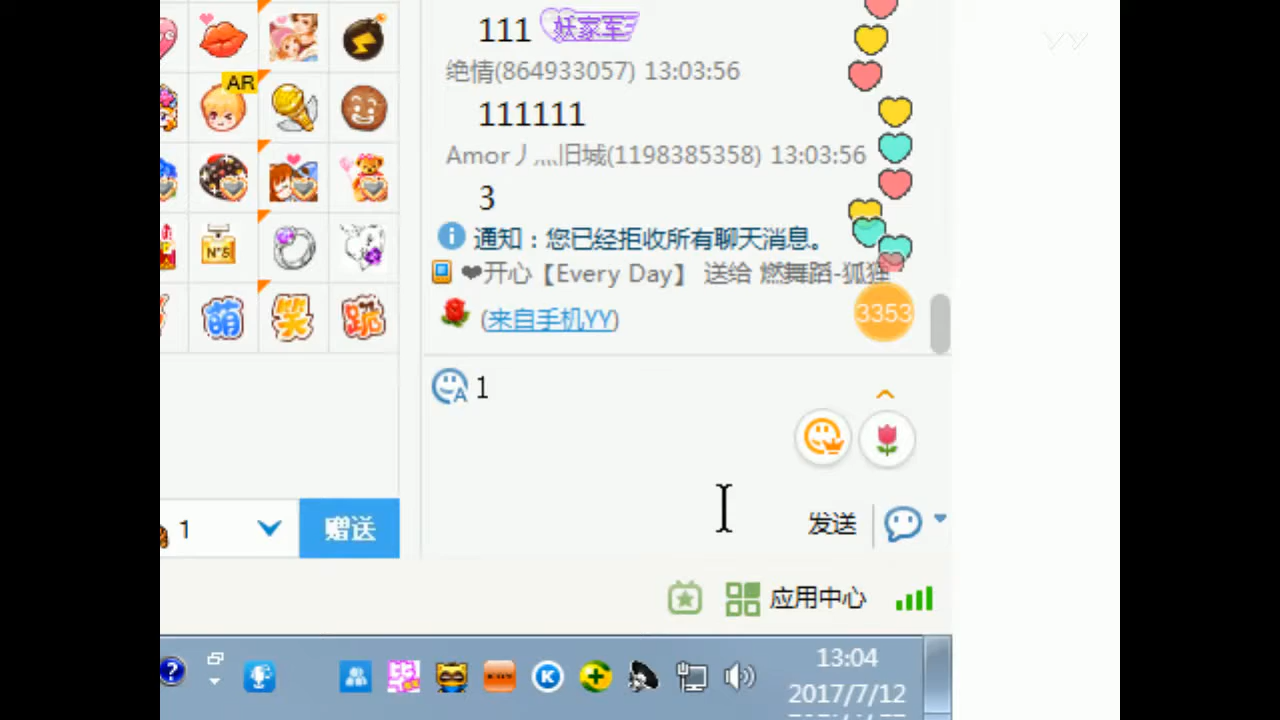 111 妖家军
绝情(864933057) 13:03:56
111111
Amor丿灬旧城(1198385358) 13:03:56
3
通知：您已经拒收所有聊天消息。
❤开心【Every Day】 送给 燃舞蹈-狐狸
(来自手机YY)
3353
AR
N°5
萌
笑
跪
1
1
赠送
发送
应用中心
13:04
2017/7/12
YY